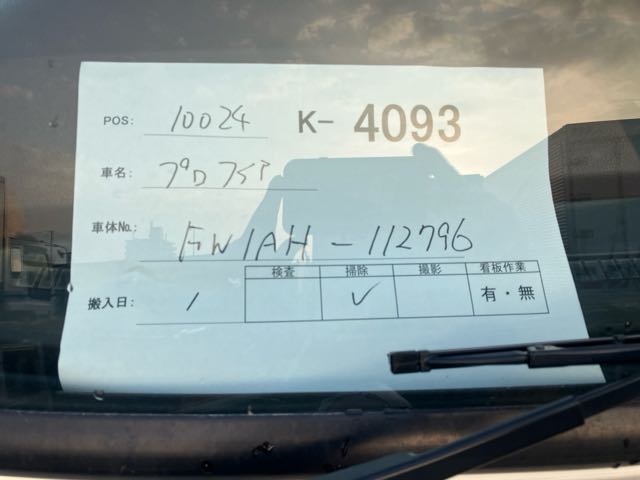 POS: 10024 K- 4093
車名: プロフィア
車体No.: FW1AH-112796
検査 掃除 撮影 看板作業
搬入日: / ✓ 有・無